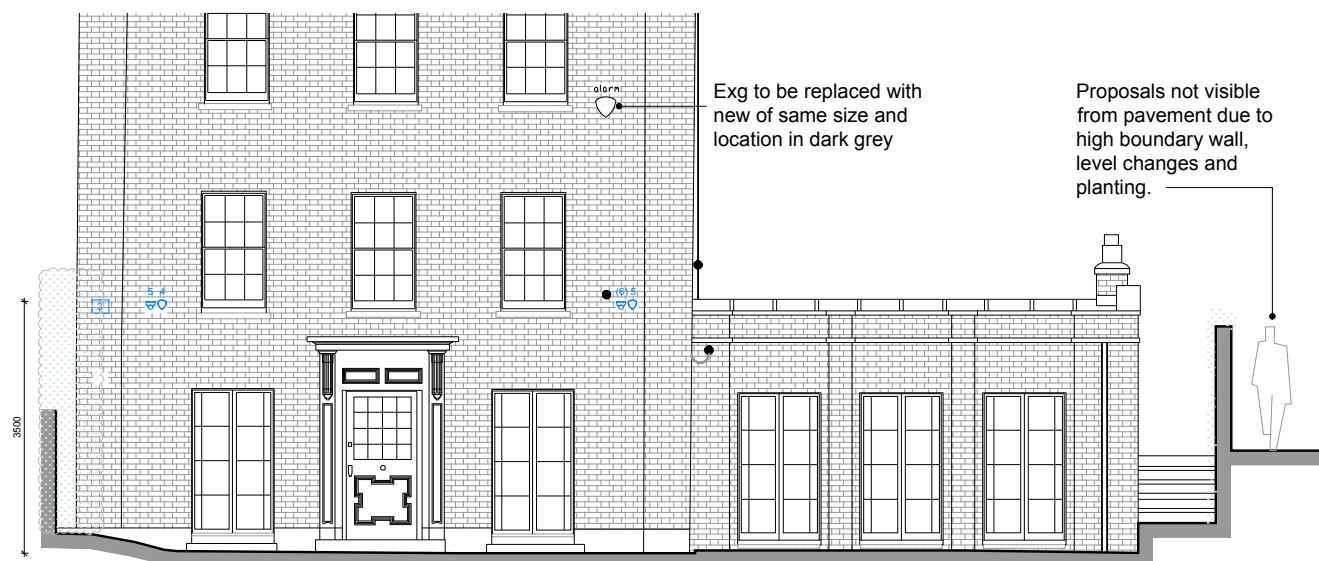 alarm
Exg to be replaced with
new of same size and
location in dark grey
Proposals not visible
from pavement due to
high boundary wall,
level changes and
planting.
5 4
(6) 5
3500